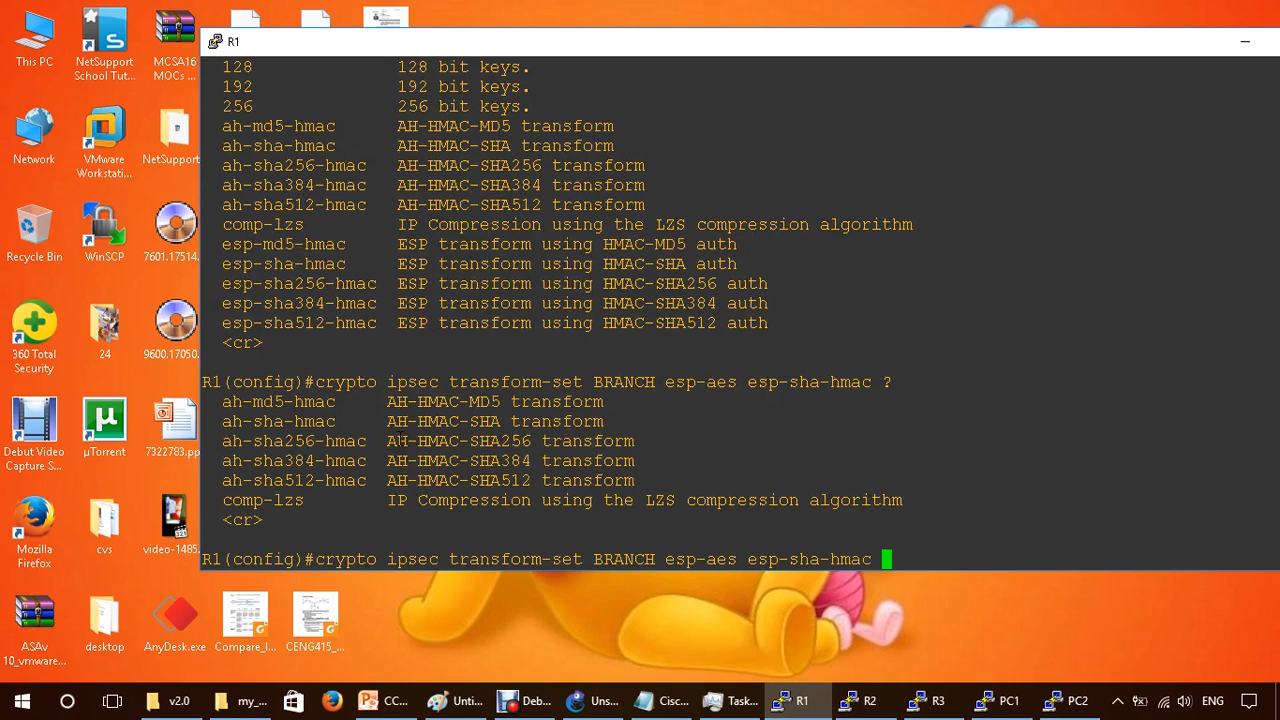 R1
128 128 bit keys.
192 192 bit keys.
256 256 bit keys.
ah-md5-hmac AH-HMAC-MD5 transform
ah-sha-hmac AH-HMAC-SHA transform
ah-sha256-hmac AH-HMAC-SHA256 transform
ah-sha384-hmac AH-HMAC-SHA384 transform
ah-sha512-hmac AH-HMAC-SHA512 transform
comp-lzs IP Compression using the LZS compression algorithm
esp-md5-hmac ESP transform using HMAC-MD5 auth
esp-sha-hmac ESP transform using HMAC-SHA auth
esp-sha256-hmac ESP transform using HMAC-SHA256 auth
esp-sha384-hmac ESP transform using HMAC-SHA384 auth
esp-sha512-hmac ESP transform using HMAC-SHA512 auth
<cr>
R1(config)#crypto ipsec transform-set BRANCH esp-aes esp-sha-hmac ?
ah-md5-hmac AH-HMAC-MD5 transform
ah-sha-hmac AH-HMAC-SHA transform
ah-sha256-hmac AH-HMAC-SHA256 transform
ah-sha384-hmac AH-HMAC-SHA384 transform
ah-sha512-hmac AH-HMAC-SHA512 transform
comp-lzs IP Compression using the LZS compression algorithm
<cr>
R1(config)#crypto ipsec transform-set BRANCH esp-aes esp-sha-hmac
This PC
NetSupport
School Tut...
MCSA16
MOCs ...
Network
VMware
Workstati...
NetSupport
Recycle Bin
WinSCP
7601.17514.
360 Total
Security
24
9600.17050.
Debut Video
Capture S...
µTorrent
7322783.pp
Mozilla
Firefox
cvs
video-1485.
ASAv
10_vmware...
desktop
AnyDesk.exe
Compare_I...
CENG415_...
v2.0
my_...
CC...
Unti...
Deb...
Uns...
Cisc...
Task...
R1
R2
R3
PC1
PC2
ENG